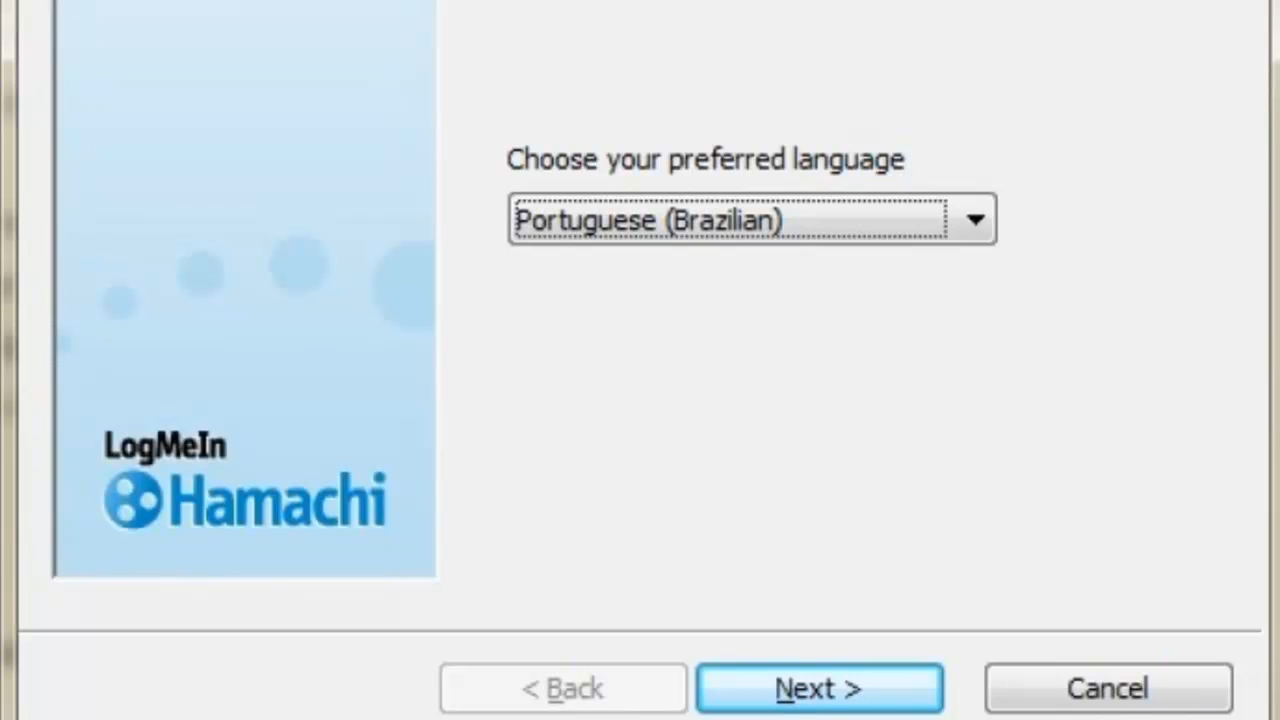 Choose your preferred language
Portuguese (Brazilian)
LogMeIn
Hamachi
< Back
Next >
Cancel